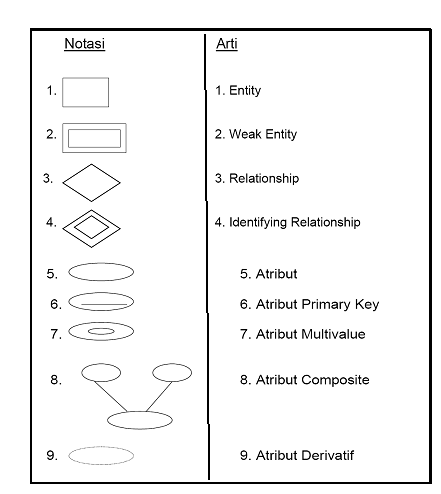 Notasi Arti
1. 1. Entity
2. 2. Weak Entity
3. 3. Relationship
4. 4. Identifying Relationship
5. 5. Atribut
6. 6. Atribut Primary Key
7. 7. Atribut Multivalue
8. 8. Atribut Composite
9. 9. Atribut Derivatif